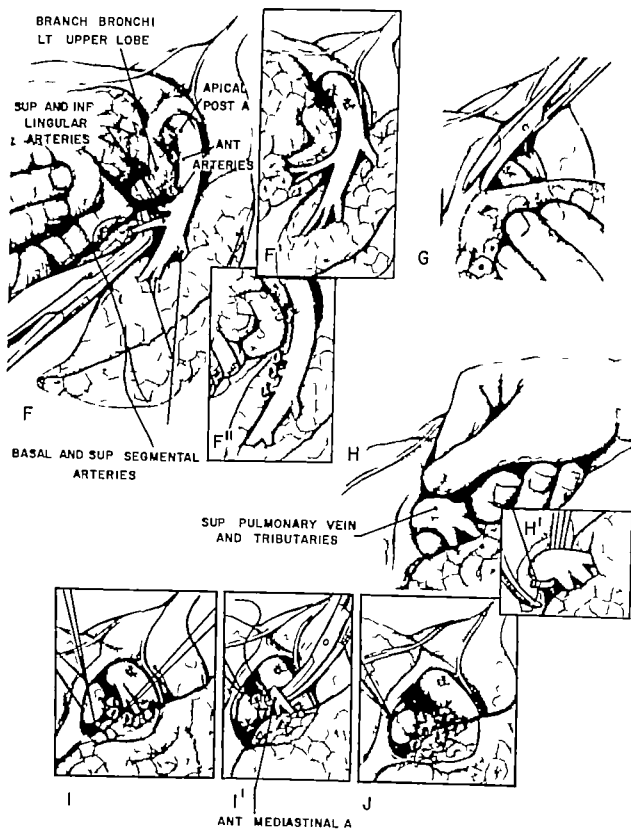 BRANCH BRONCHI
LT UPPER LOBE
SUP AND INF
LINGULAR
ARTERIES
APICAL
POST A
ANT
ARTERIES
F
F'
G
F"
BASAL AND SUP SEGMENTAL
ARTERIES
H
SUP PULMONARY VEIN
AND TRIBUTARIES
H'
I
I'
J
ANT MEDIASTINAL A